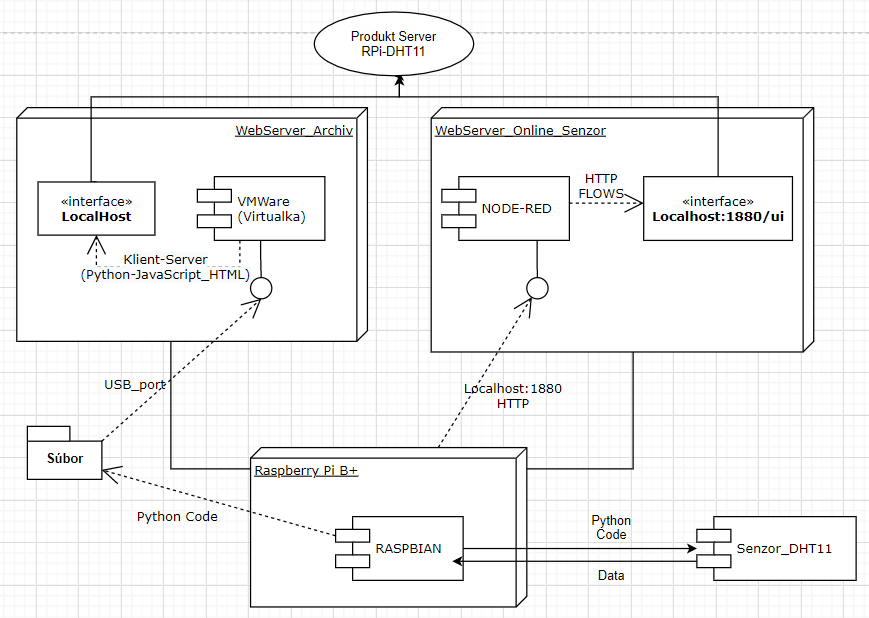 Produkt Server
RPi-DHT11
WebServer_Archiv
WebServer_Online_Senzor
«interface»
LocalHost
VMWare
(Virtualka)
NODE-RED
HTTP
FLOWS
«interface»
Localhost:1880/ui
Klient-Server
(Python-JavaScript_HTML)
USB_port
Localhost:1880
HTTP
Súbor
Raspberry Pi B+
Python Code
RASPBIAN
Python
Code
Senzor_DHT11
Data